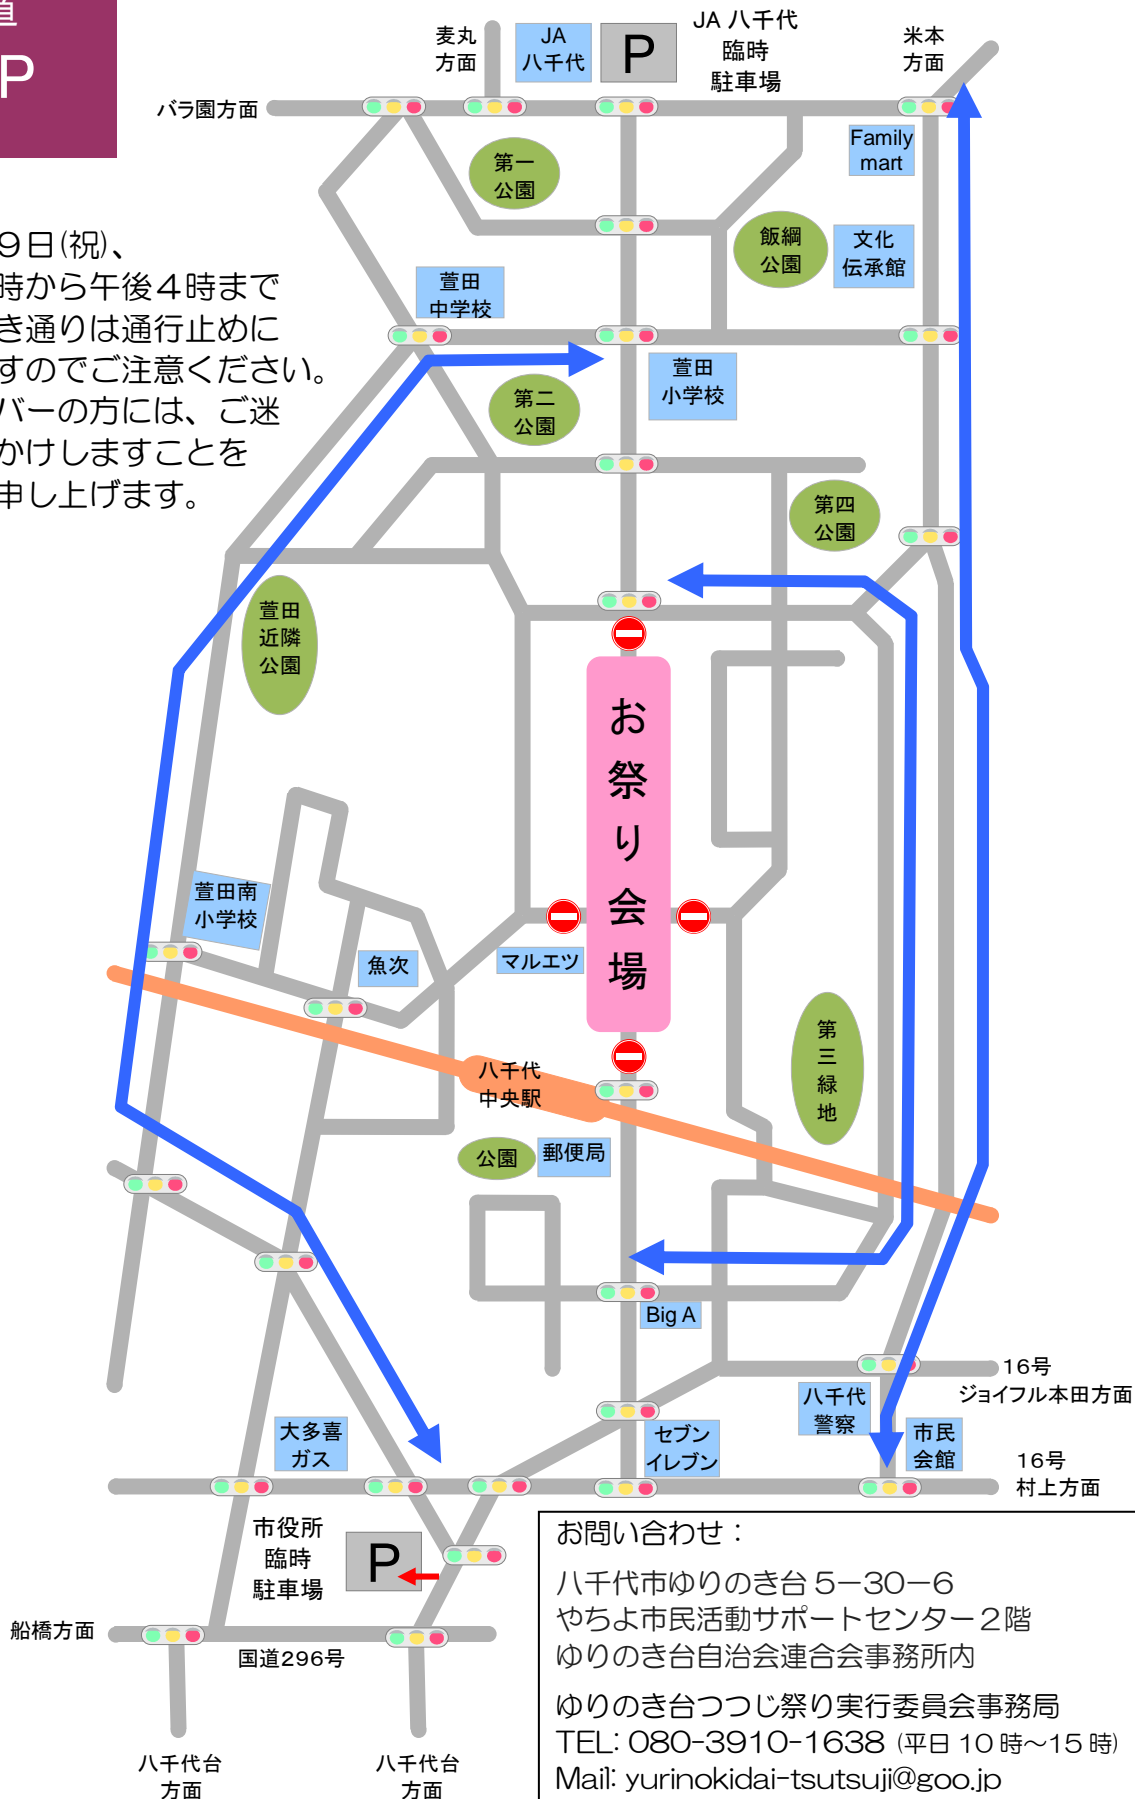 道
P
9日(祝)、
時から午後４時まで
き通りは通行止めに
すのでご注意ください。
バーの方には、ご迷
かけしますことを
申し上げます。
麦丸
方面
JA
八千代
P
JA 八千代
臨時
駐車場
米本
方面
バラ園方面
Family
mart
第一
公園
飯綱
公園
文化
伝承館
萱田
中学校
萱田
小学校
第二
公園
第四
公園
萱田
近隣
公園
お祭り会場
萱田南
小学校
魚次
マルエツ
第三緑地
八千代
中央駅
公園
郵便局
Big A
16号
ジョイフル本田方面
八千代
警察
市民
会館
大多喜
ガス
セブン
イレブン
16号
村上方面
市役所
臨時
駐車場
P
船橋方面
国道296号
八千代台
方面
八千代台
方面
お問い合わせ：
八千代市ゆりのき台５−３０−６
やちよ市民活動サポートセンター２階
ゆりのき台自治会連合会事務所内
ゆりのき台つつじ祭り実行委員会事務局
TEL: 080-3910-1638 (平日 10 時～15 時)
Mail: yurinokidai-tsutsuji@goo.jp